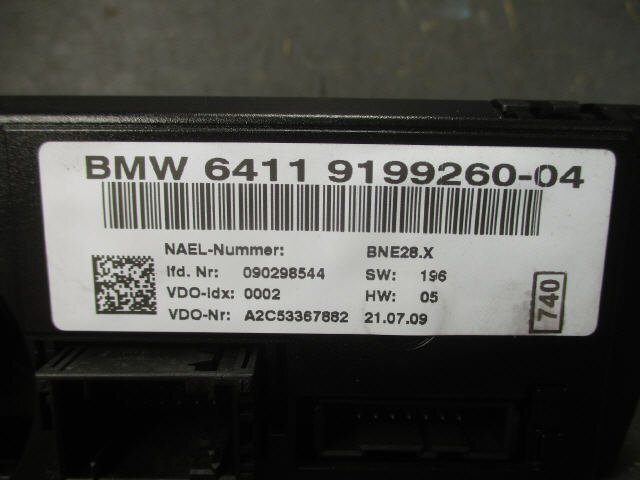 BMW 6411 9199260-04
NAEL-Nummer: BNE28.X
lfd. Nr: 090298544 SW: 196
VDO-Idx: 0002 HW: 05
VDO-Nr: A2C53367882 21.07.09
740